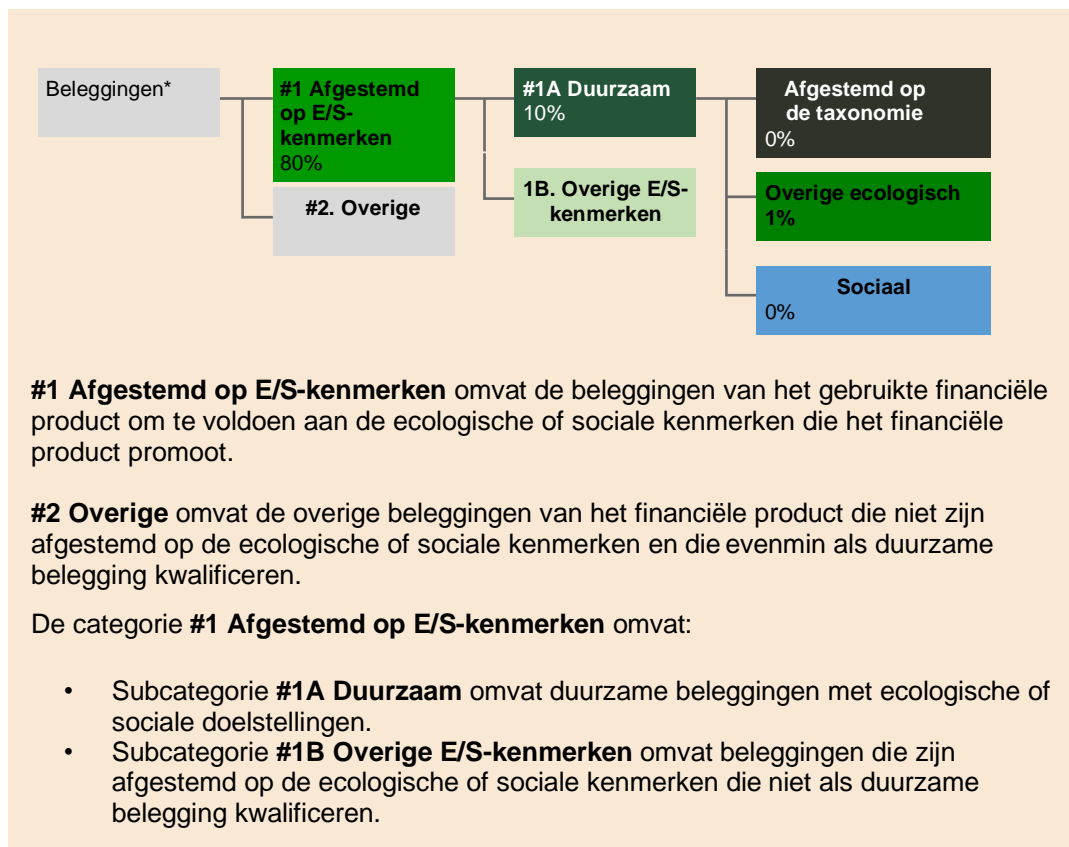 Beleggingen*
#1 Afgestemd
op E/S-
kenmerken
80%
#2. Overige
#1A Duurzaam
10%
1B. Overige E/S-
kenmerken
Afgestemd op
de taxonomie
0%
Overige ecologisch
1%
Sociaal
0%
#1 Afgestemd op E/S-kenmerken omvat de beleggingen van het gebruikte financiële
product om te voldoen aan de ecologische of sociale kenmerken die het financiële
product promoot.
#2 Overige omvat de overige beleggingen van het financiële product die niet zijn
afgestemd op de ecologische of sociale kenmerken en die evenmin als duurzame
belegging kwalificeren.
De categorie #1 Afgestemd op E/S-kenmerken omvat:
• Subcategorie #1A Duurzaam omvat duurzame beleggingen met ecologische of
sociale doelstellingen.
• Subcategorie #1B Overige E/S-kenmerken omvat beleggingen die zijn
afgestemd op de ecologische of sociale kenmerken die niet als duurzame
belegging kwalificeren.